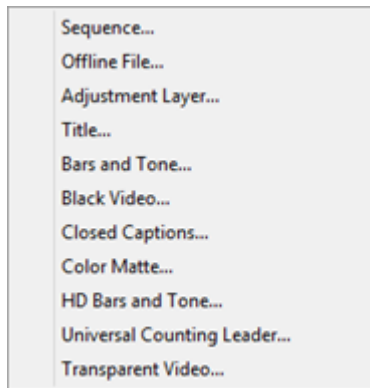 Sequence...
Offline File...
Adjustment Layer...
Title...
Bars and Tone...
Black Video...
Closed Captions...
Color Matte...
HD Bars and Tone...
Universal Counting Leader...
Transparent Video...